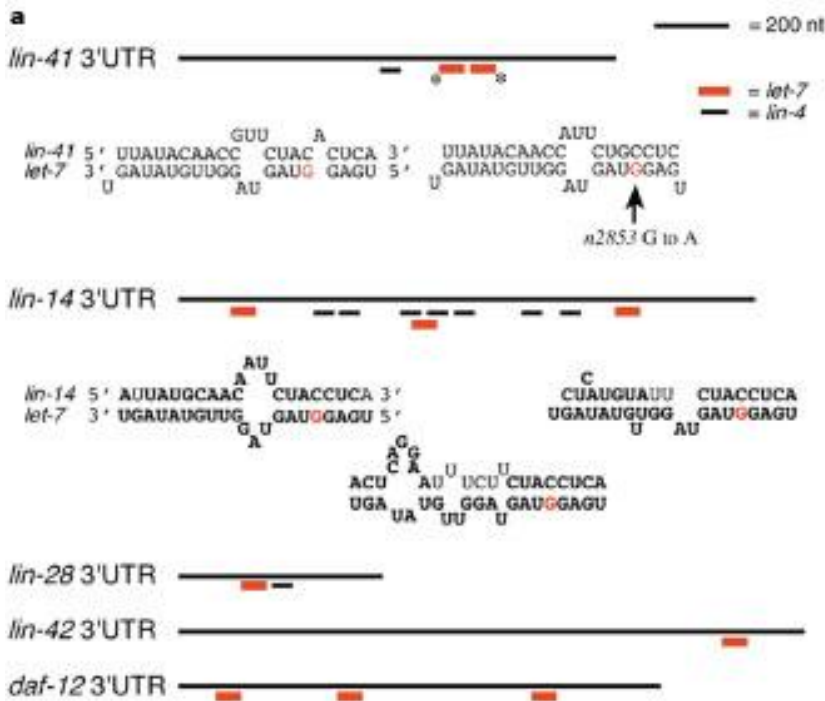 a
lin-41 3'UTR
= 200 nt
= let-7
= lin-4
GUU A AUU
lin-41 5' UUAUACAACC CUAC CUCA 3' UUAUACAACC CUGCCUC
let-7 3' GAUAUGUUGG GAUG GAGU 5' GAUAUGUUGG GAUGGAG
U AU U AU U
n2853 G to A
lin-14 3'UTR
AU
A U C
lin-14 5' AUUAUGCAAC CUACCUCA 3' CUAUGUAUU CUACCUCA
let-7 3' UGAUAUGUUG GAUGGAGU 5' UGAUAUGUGG GAUGGAGU
G U U AU
A
G
A G
C A U U
ACU AU UCU CUACCUCA
UGA UG GGA GAUGGAGU
UA UU U
lin-28 3'UTR
lin-42 3'UTR
daf-12 3'UTR